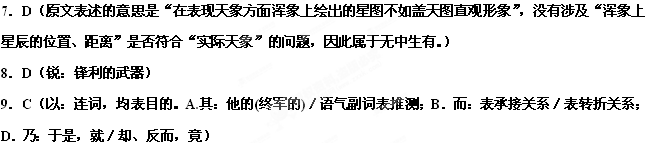 7．D（原文表述的意思是“在表现天象方面浑象上绘出的星图不如盖天图直观形象”，没有涉及“浑象上
星辰的位置、距离”是否符合“实际天象”的问题，因此属于无中生有。）
8．D（锐：锋利的武器）
9．C（以：连词，均表目的。A.其：他的(终军的)／语气副词表推测；B．而：表承接关系／表转折关系；
D．乃：于是，就／却、反而，竟）